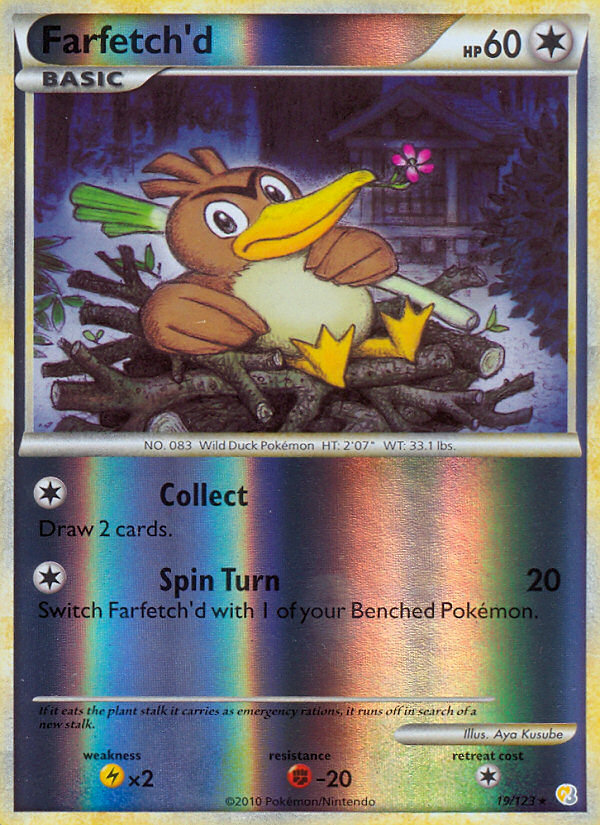 Farfetch'd
HP 60
BASIC
NO. 083 Wild Duck Pokémon HT: 2'07" WT: 33.1 lbs.
Collect
Draw 2 cards.
Spin Turn 20
Switch Farfetch'd with 1 of your Benched Pokémon.
If it eats the plant stalk it carries as emergency rations, it runs off in search of a
new stalk.
Illus. Aya Kusube
weakness resistance retreat cost
×2 -20
©2010 Pokémon/Nintendo 19/123 ★